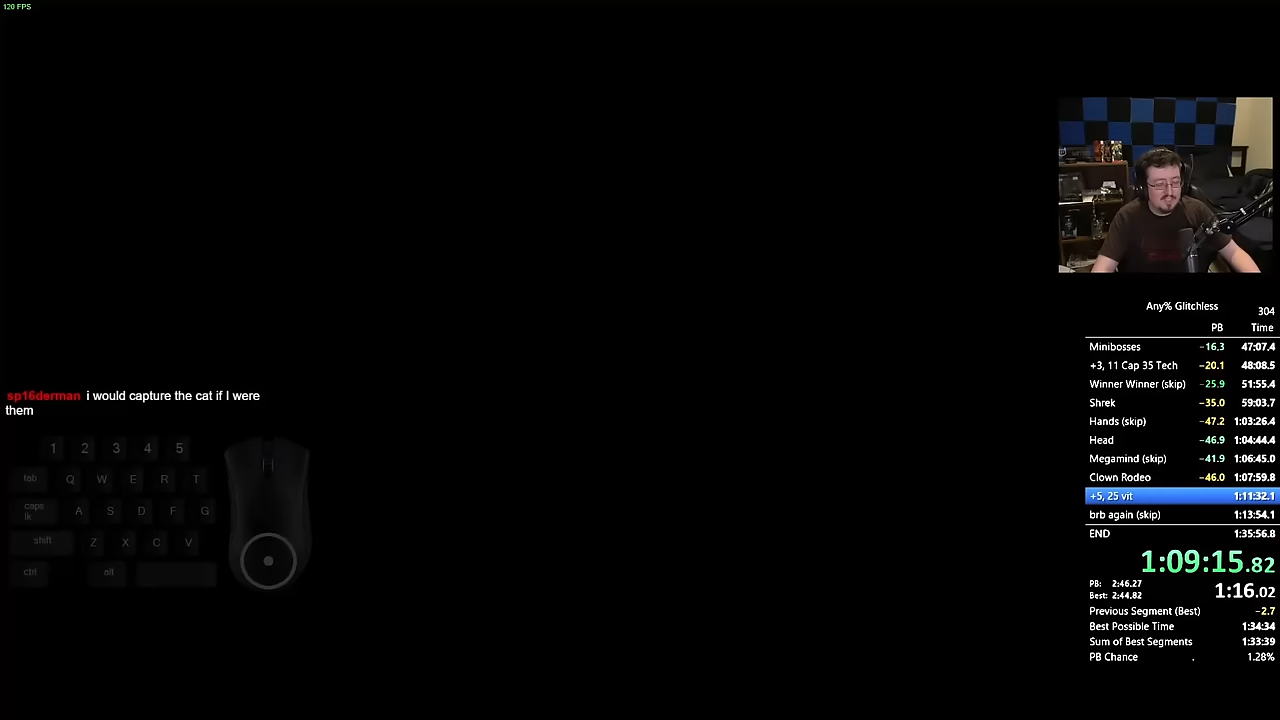 120 FPS
sp16derman i would capture the cat if I were
them
1 2 3 4 5
tab Q W E R T
caps
lk A S D F G
shift Z X C V
ctrl alt
Any% Glitchless 304
PB Time
Minibosses -16.3 47:07.4
+3, 11 Cap 35 Tech -20.1 48:08.5
Winner Winner (skip) -25.9 51:55.4
Shrek -35.0 59:03.7
Hands (skip) -47.2 1:03:26.4
Head -46.9 1:04:44.4
Megamind (skip) -41.9 1:06:45.0
Clown Rodeo -46.0 1:07:59.8
+5, 25 vit 1:11:32.1
brb again (skip) 1:13:54.1
END 1:35:56.8
1:09:15.82
PB: 2:46.27
Best: 2:44.82
1:16.02
Previous Segment (Best) -2.7
Best Possible Time 1:34:34
Sum of Best Segments 1:33:39
PB Chance 1.28%